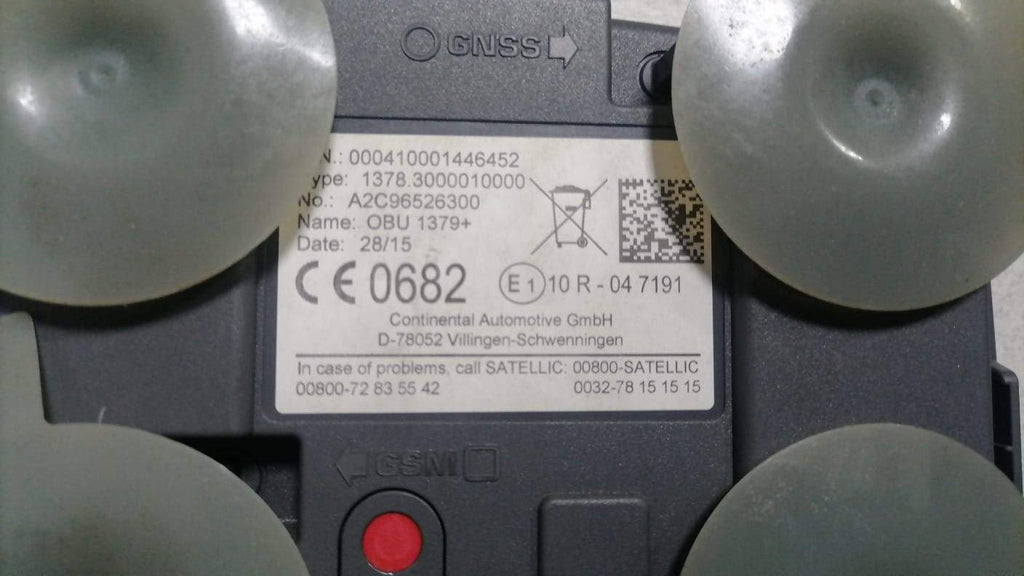 GNSS
N.: 000410001446452
ype: 1378.3000010000
No.: A2C96526300
Name: OBU 1379+
Date: 28/15
CE 0682
E1 10 R - 04 7191
Continental Automotive GmbH
D-78052 Villingen-Schwenningen
In case of problems, call SATELLIC: 00800-SATELLIC
00800-72 83 55 42 0032-78 15 15 15
GSM